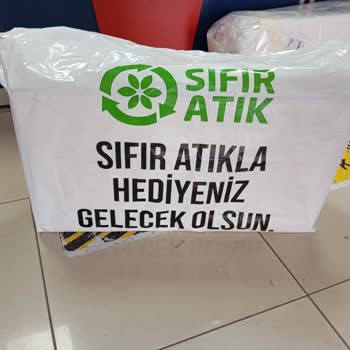 SIFIR
ATIK
SIFIR ATIKLA
HEDİYENİZ
GELECEK OLSUN.